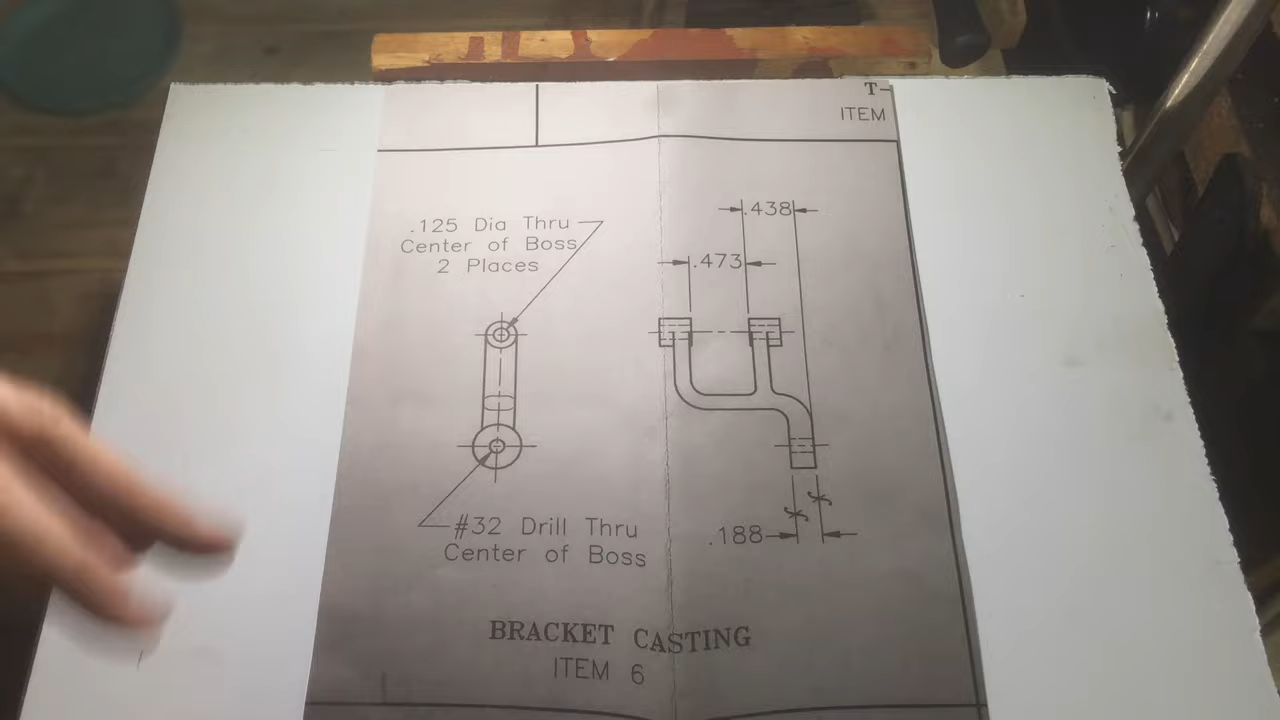 T-
ITEM
.438
.125 Dia Thru
Center of Boss
2 Places
.473
#32 Drill Thru
Center of Boss
.188
BRACKET CASTING
ITEM 6